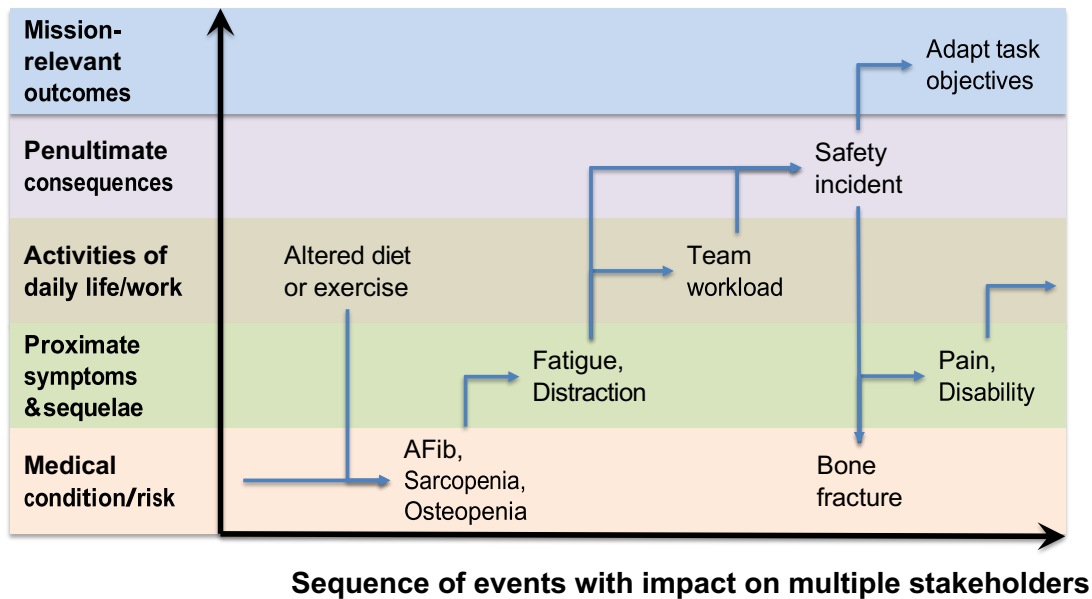 Mission-
relevant
outcomes
Adapt task
objectives
Penultimate
consequences
Safety
incident
Activities of
daily life/work
Altered diet
or exercise
Team
workload
Proximate
symptoms
&sequelae
Fatigue,
Distraction
Pain,
Disability
Medical
condition/risk
AFib,
Sarcopenia,
Osteopenia
Bone
fracture
Sequence of events with impact on multiple stakeholders